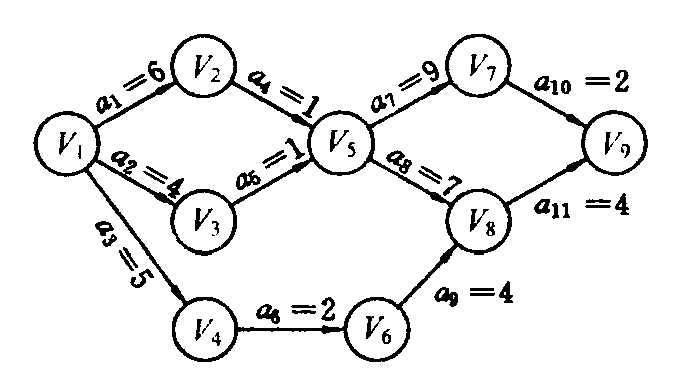 V₁
V₂
V₃
V₄
V₅
V₆
V₇
V₈
V₉
a₁=6
a₂=4
a₃=5
a₄=1
a₅=1
a₆=2
a₇=9
a₈=7
a₉=4
a₁₀=2
a₁₁=4